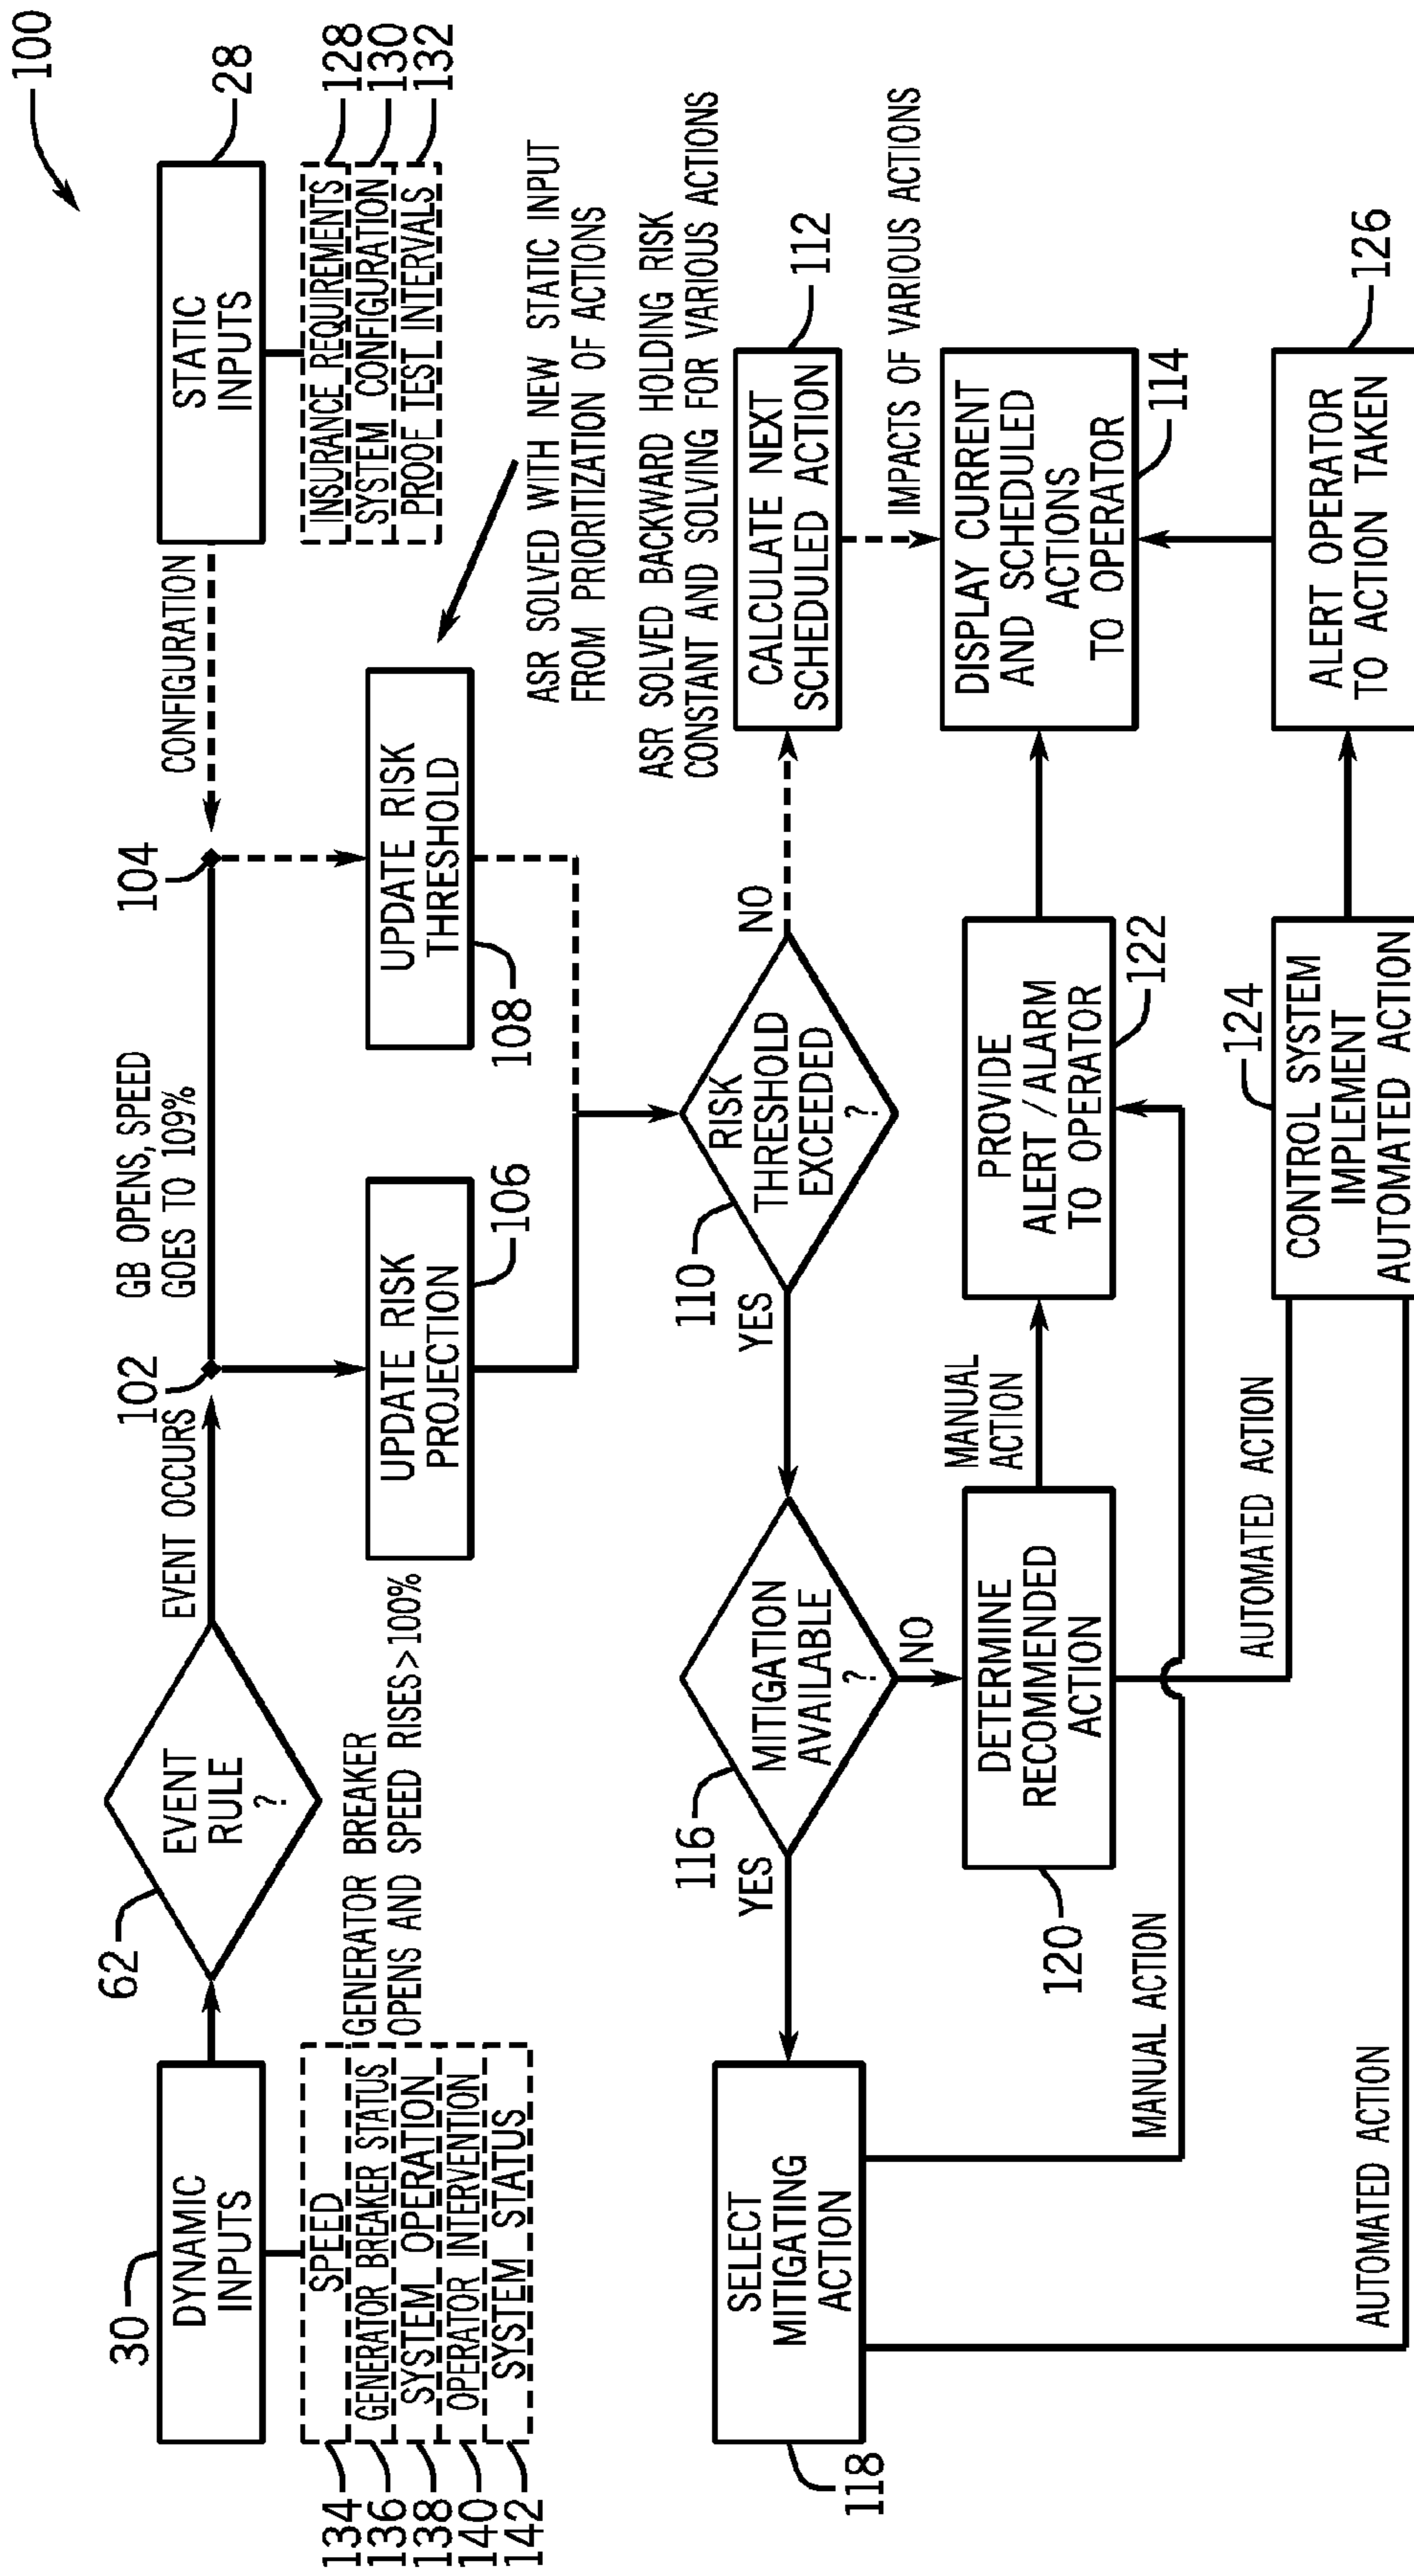 100
30
DYNAMIC
INPUTS
134
SPEED
136
GENERATOR BREAKER STATUS
138
SYSTEM OPERATION
140
OPERATOR INTERVENTION
142
SYSTEM STATUS
62
EVENT
RULE
?
GENERATOR BREAKER
OPENS AND SPEED RISES>100%
EVENT OCCURS
102
GB OPENS, SPEED
GOES TO 109%
104
CONFIGURATION
STATIC
INPUTS
28
INSURANCE REQUIREMENTS
128
SYSTEM CONFIGURATION
130
PROOF TEST INTERVALS
132
UPDATE RISK
PROJECTION
106
UPDATE RISK
THRESHOLD
108
ASR SOLVED WITH NEW STATIC INPUT
FROM PRIORITIZATION OF ACTIONS
ASR SOLVED BACKWARD HOLDING RISK
CONSTANT AND SOLVING FOR VARIOUS ACTIONS
118
SELECT
MITIGATING
ACTION
YES
116
MITIGATION
AVAILABLE
?
NO
YES
110
RISK
THRESHOLD
EXCEEDED
?
NO
CALCULATE NEXT
SCHEDULED ACTION
112
IMPACTS OF VARIOUS ACTIONS
120
DETERMINE
RECOMMENDED
ACTION
MANUAL
ACTION
PROVIDE
ALERT/ALARM
TO OPERATOR
122
DISPLAY CURRENT
AND SCHEDULED
ACTIONS
TO OPERATOR
114
MANUAL ACTION
AUTOMATED ACTION
124
CONTROL SYSTEM
IMPLEMENT
AUTOMATED ACTION
ALERT OPERATOR
TO ACTION TAKEN
126
AUTOMATED ACTION